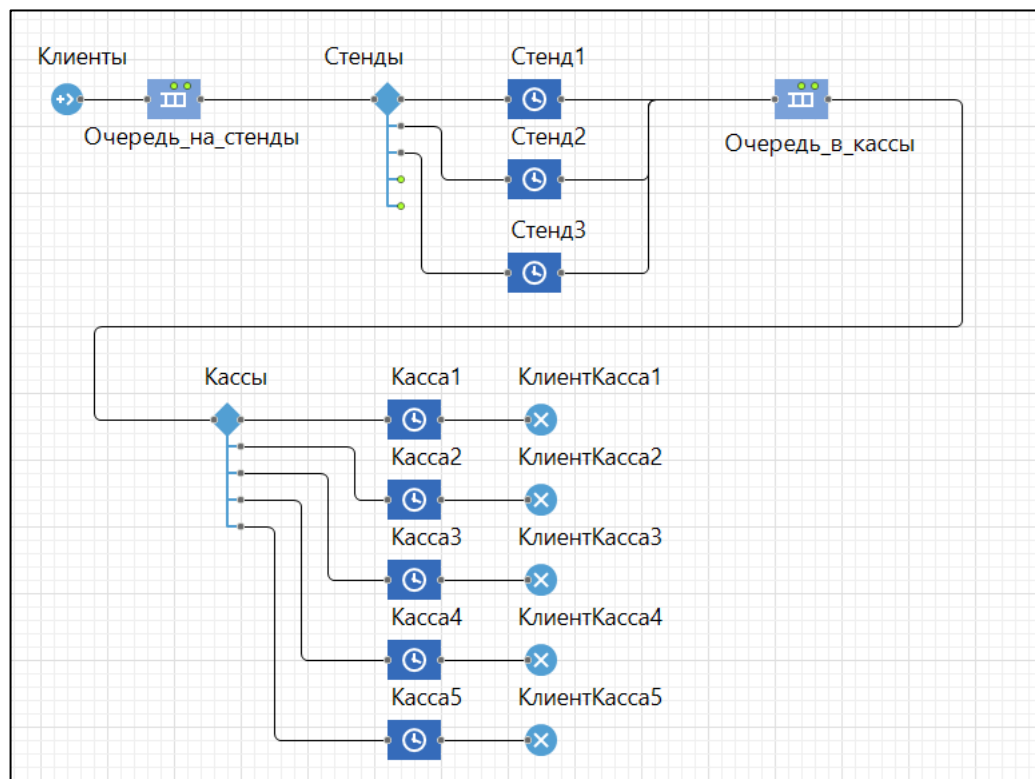 Клиенты
Стенды
Стенд1
Очередь_на_стенды
Стенд2
Очередь_в_кассы
Стенд3
Кассы
Касса1
КлиентКасса1
Касса2
КлиентКасса2
Касса3
КлиентКасса3
Касса4
КлиентКасса4
Касса5
КлиентКасса5